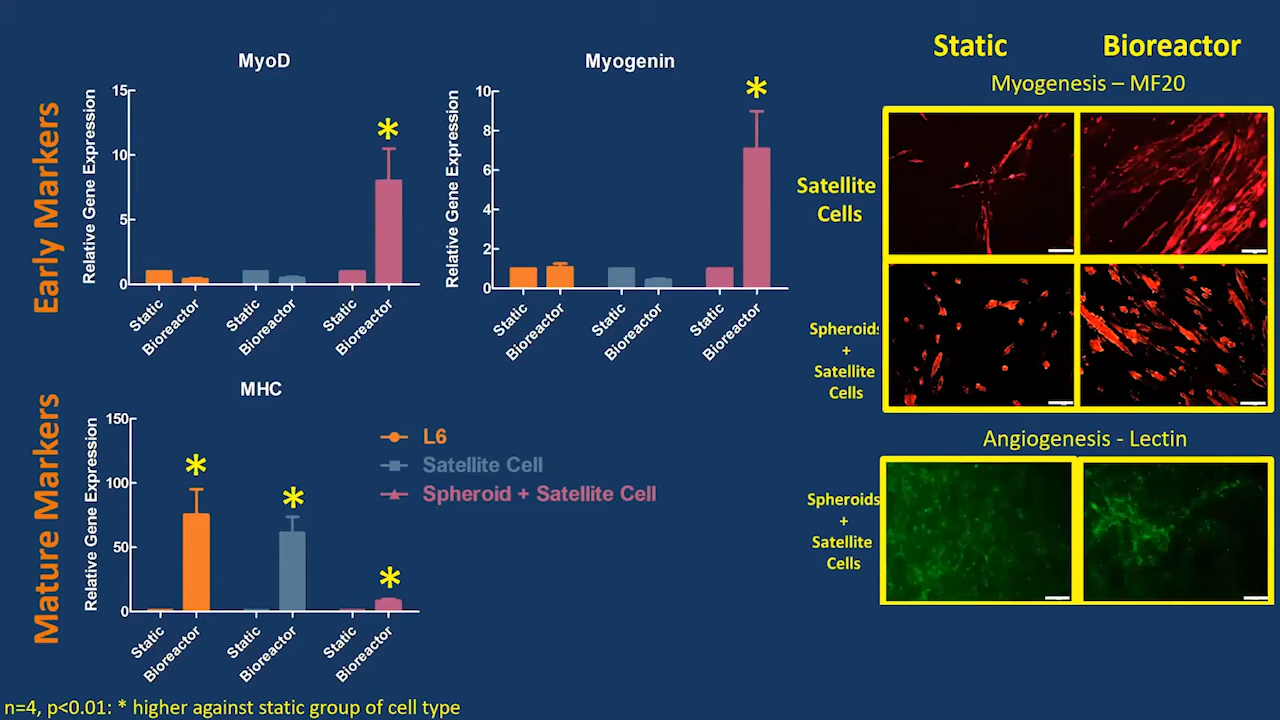 Static
Bioreactor
Myogenesis – MF20
MyoD
Myogenin
Early Markers
Relative Gene Expression
15
10
5
0
Static
Bioreactor
Static
Bioreactor
Static
Bioreactor
*
Relative Gene Expression
10
8
6
4
2
0
Static
Bioreactor
Static
Bioreactor
Static
Bioreactor
*
Satellite
Cells
Spheroids
+
Satellite
Cells
MHC
Mature Markers
Relative Gene Expression
150
100
50
0
*
*
*
Static
Bioreactor
Static
Bioreactor
Static
Bioreactor
L6
Satellite Cell
Spheroid + Satellite Cell
Angiogenesis - Lectin
Spheroids
+
Satellite
Cells
n=4, p<0.01: * higher against static group of cell type